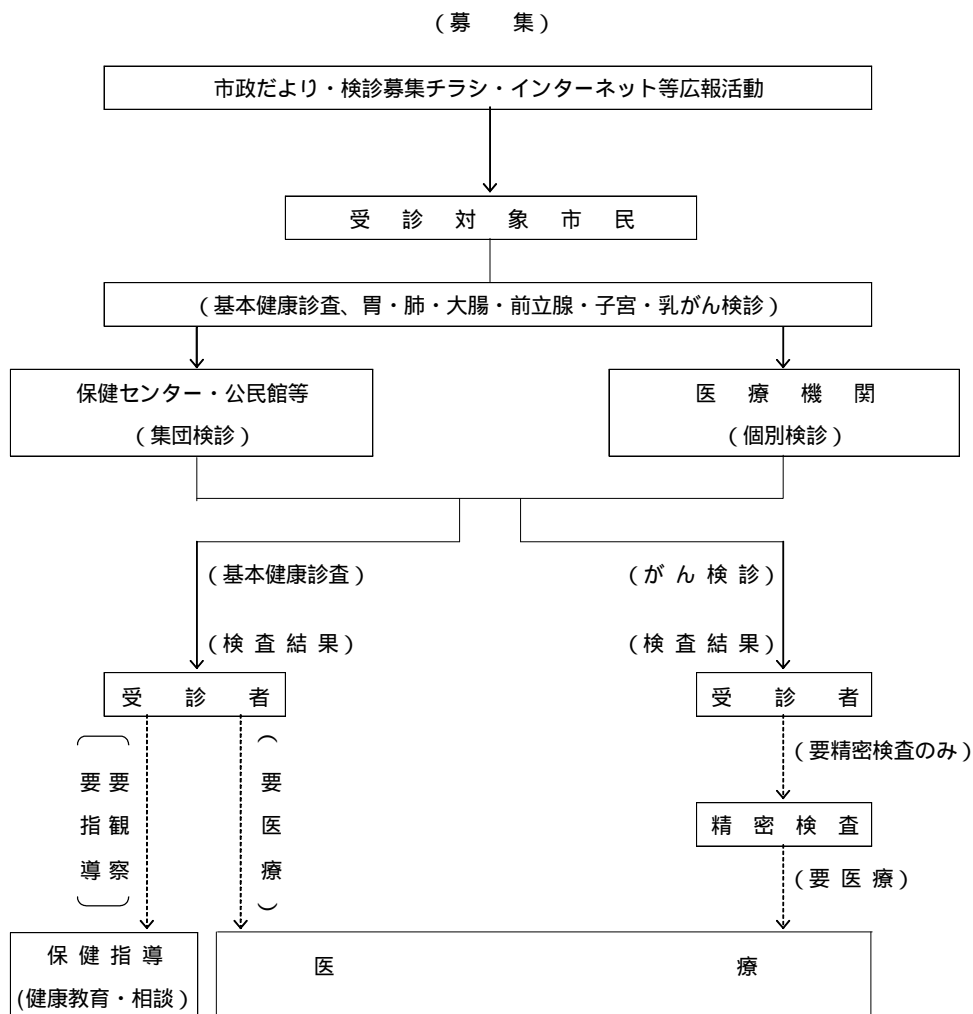 （募　集）
市政だより・検診募集チラシ・インターネット等広報活動
受　診　対　象　市　民
（基本健康診査、胃・肺・大腸・前立腺・子宮・乳がん検診）
保健センター・公民館等
（集団検診）
医　療　機　関
（個別検診）
（基本健康診査）
（が ん 検 診）
（検 査 結 果）
（検 査 結 果）
受　診　者
受　診　者
（要精密検査のみ）
要観察
要指導
（要医療）
精　密　検　査
（要 医 療）
保 健 指 導
(健康教育・相談）
医　療